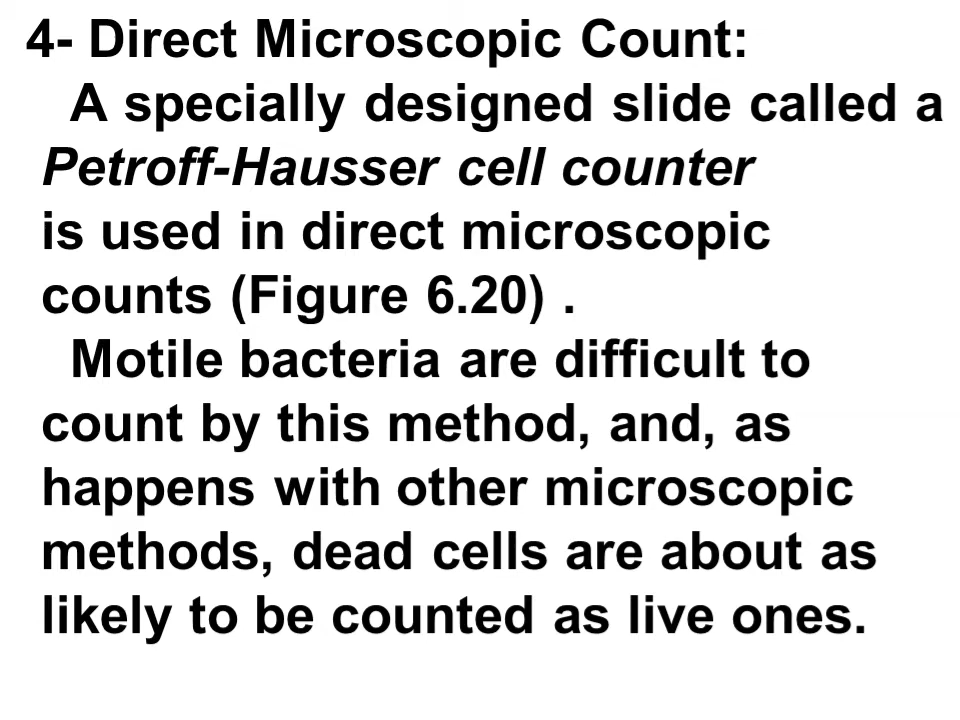 4- Direct Microscopic Count:
A specially designed slide called a
Petroff-Hausser cell counter
is used in direct microscopic
counts (Figure 6.20) .
Motile bacteria are difficult to
count by this method, and, as
happens with other microscopic
methods, dead cells are about as
likely to be counted as live ones.